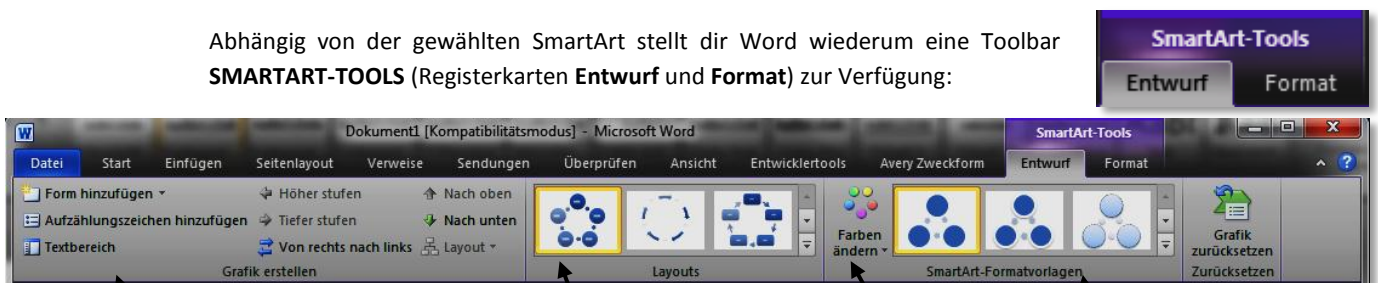 Abhängig von der gewählten SmartArt stellt dir Word wiederum eine Toolbar
SMARTART-TOOLS (Registerkarten Entwurf und Format) zur Verfügung:
SmartArt-Tools
Entwurf Format
W Dokument1 [Kompatibilitätsmodus] - Microsoft Word SmartArt-Tools
Datei Start Einfügen Seitenlayout Verweise Sendungen Überprüfen Ansicht Entwicklertools Avery Zweckform Entwurf Format
Form hinzufügen Höher stufen Nach oben
Aufzählungszeichen hinzufügen Tiefer stufen Nach unten
Textbereich Von rechts nach links Layout
Farben
ändern
Grafik
zurücksetzen
Grafik erstellen Layouts SmartArt-Formatvorlagen Zurücksetzen